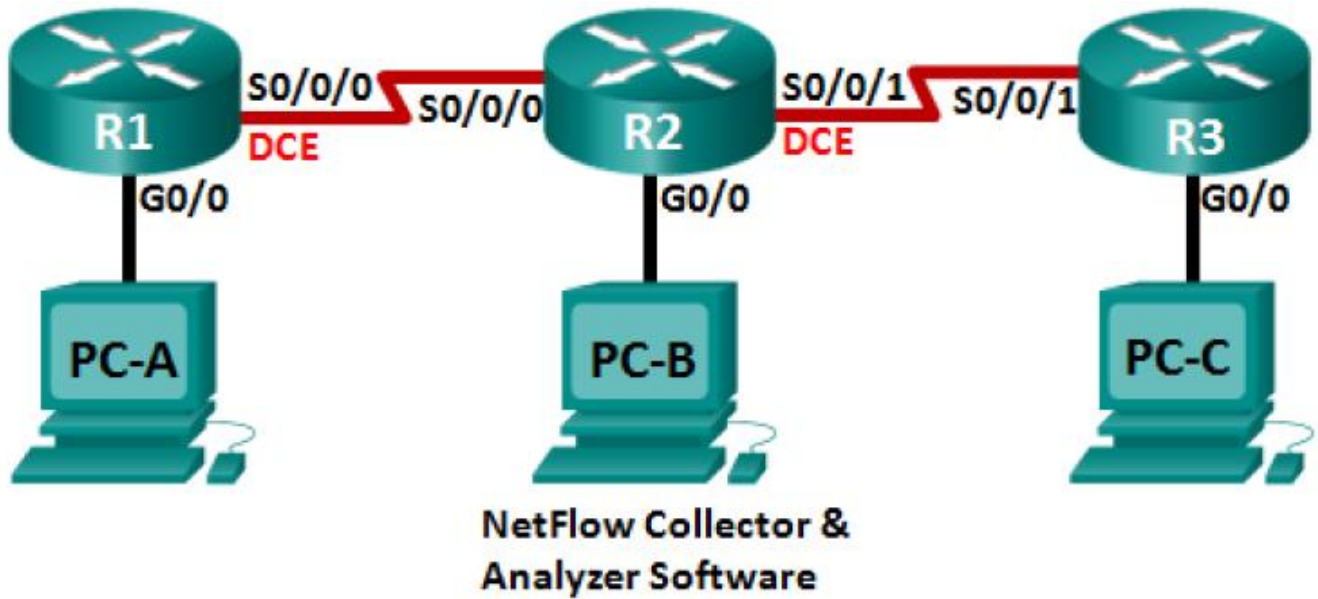 R1
S0/0/0
DCE
S0/0/0
R2
S0/0/1
DCE
S0/0/1
R3
G0/0
G0/0
G0/0
PC-A
PC-B
PC-C
NetFlow Collector &
Analyzer Software